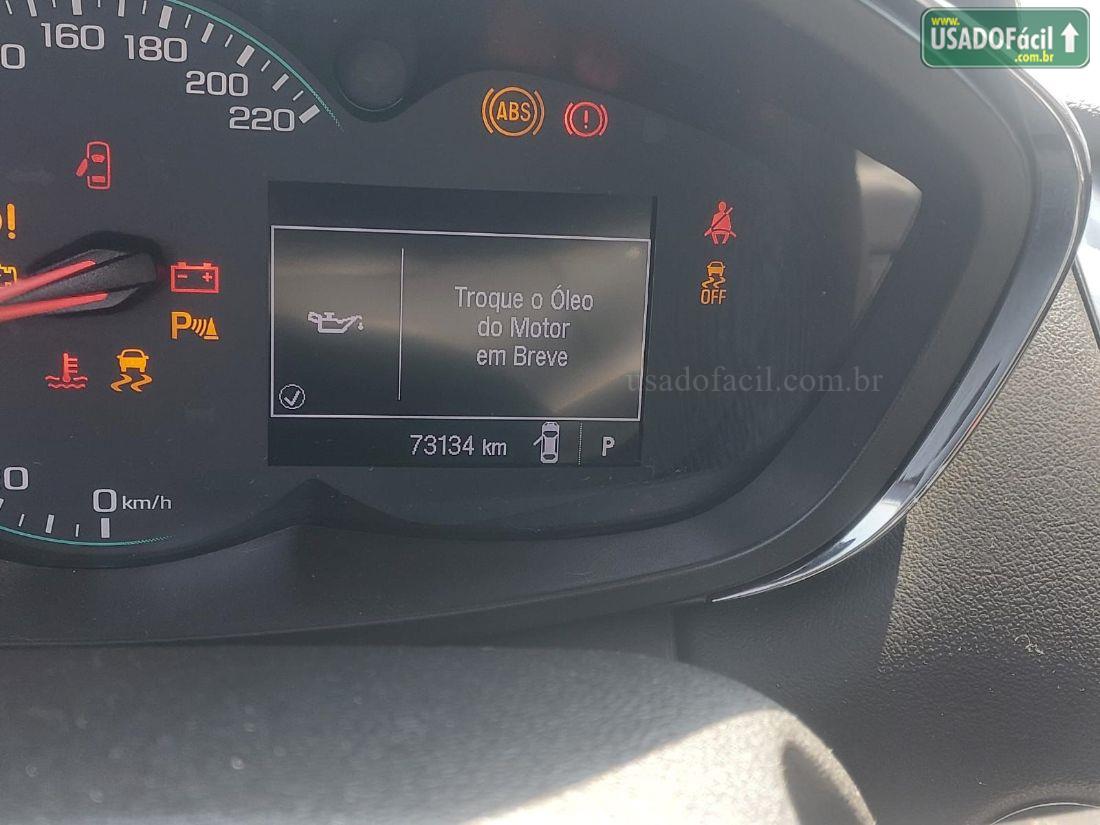 www.
USADOFácil
.com.br
160
180
200
220
ABS
!
!
OFF
P
Troque o Óleo
do Motor
em Breve
usadofacil.com.br
73134 km
P
0 km/h